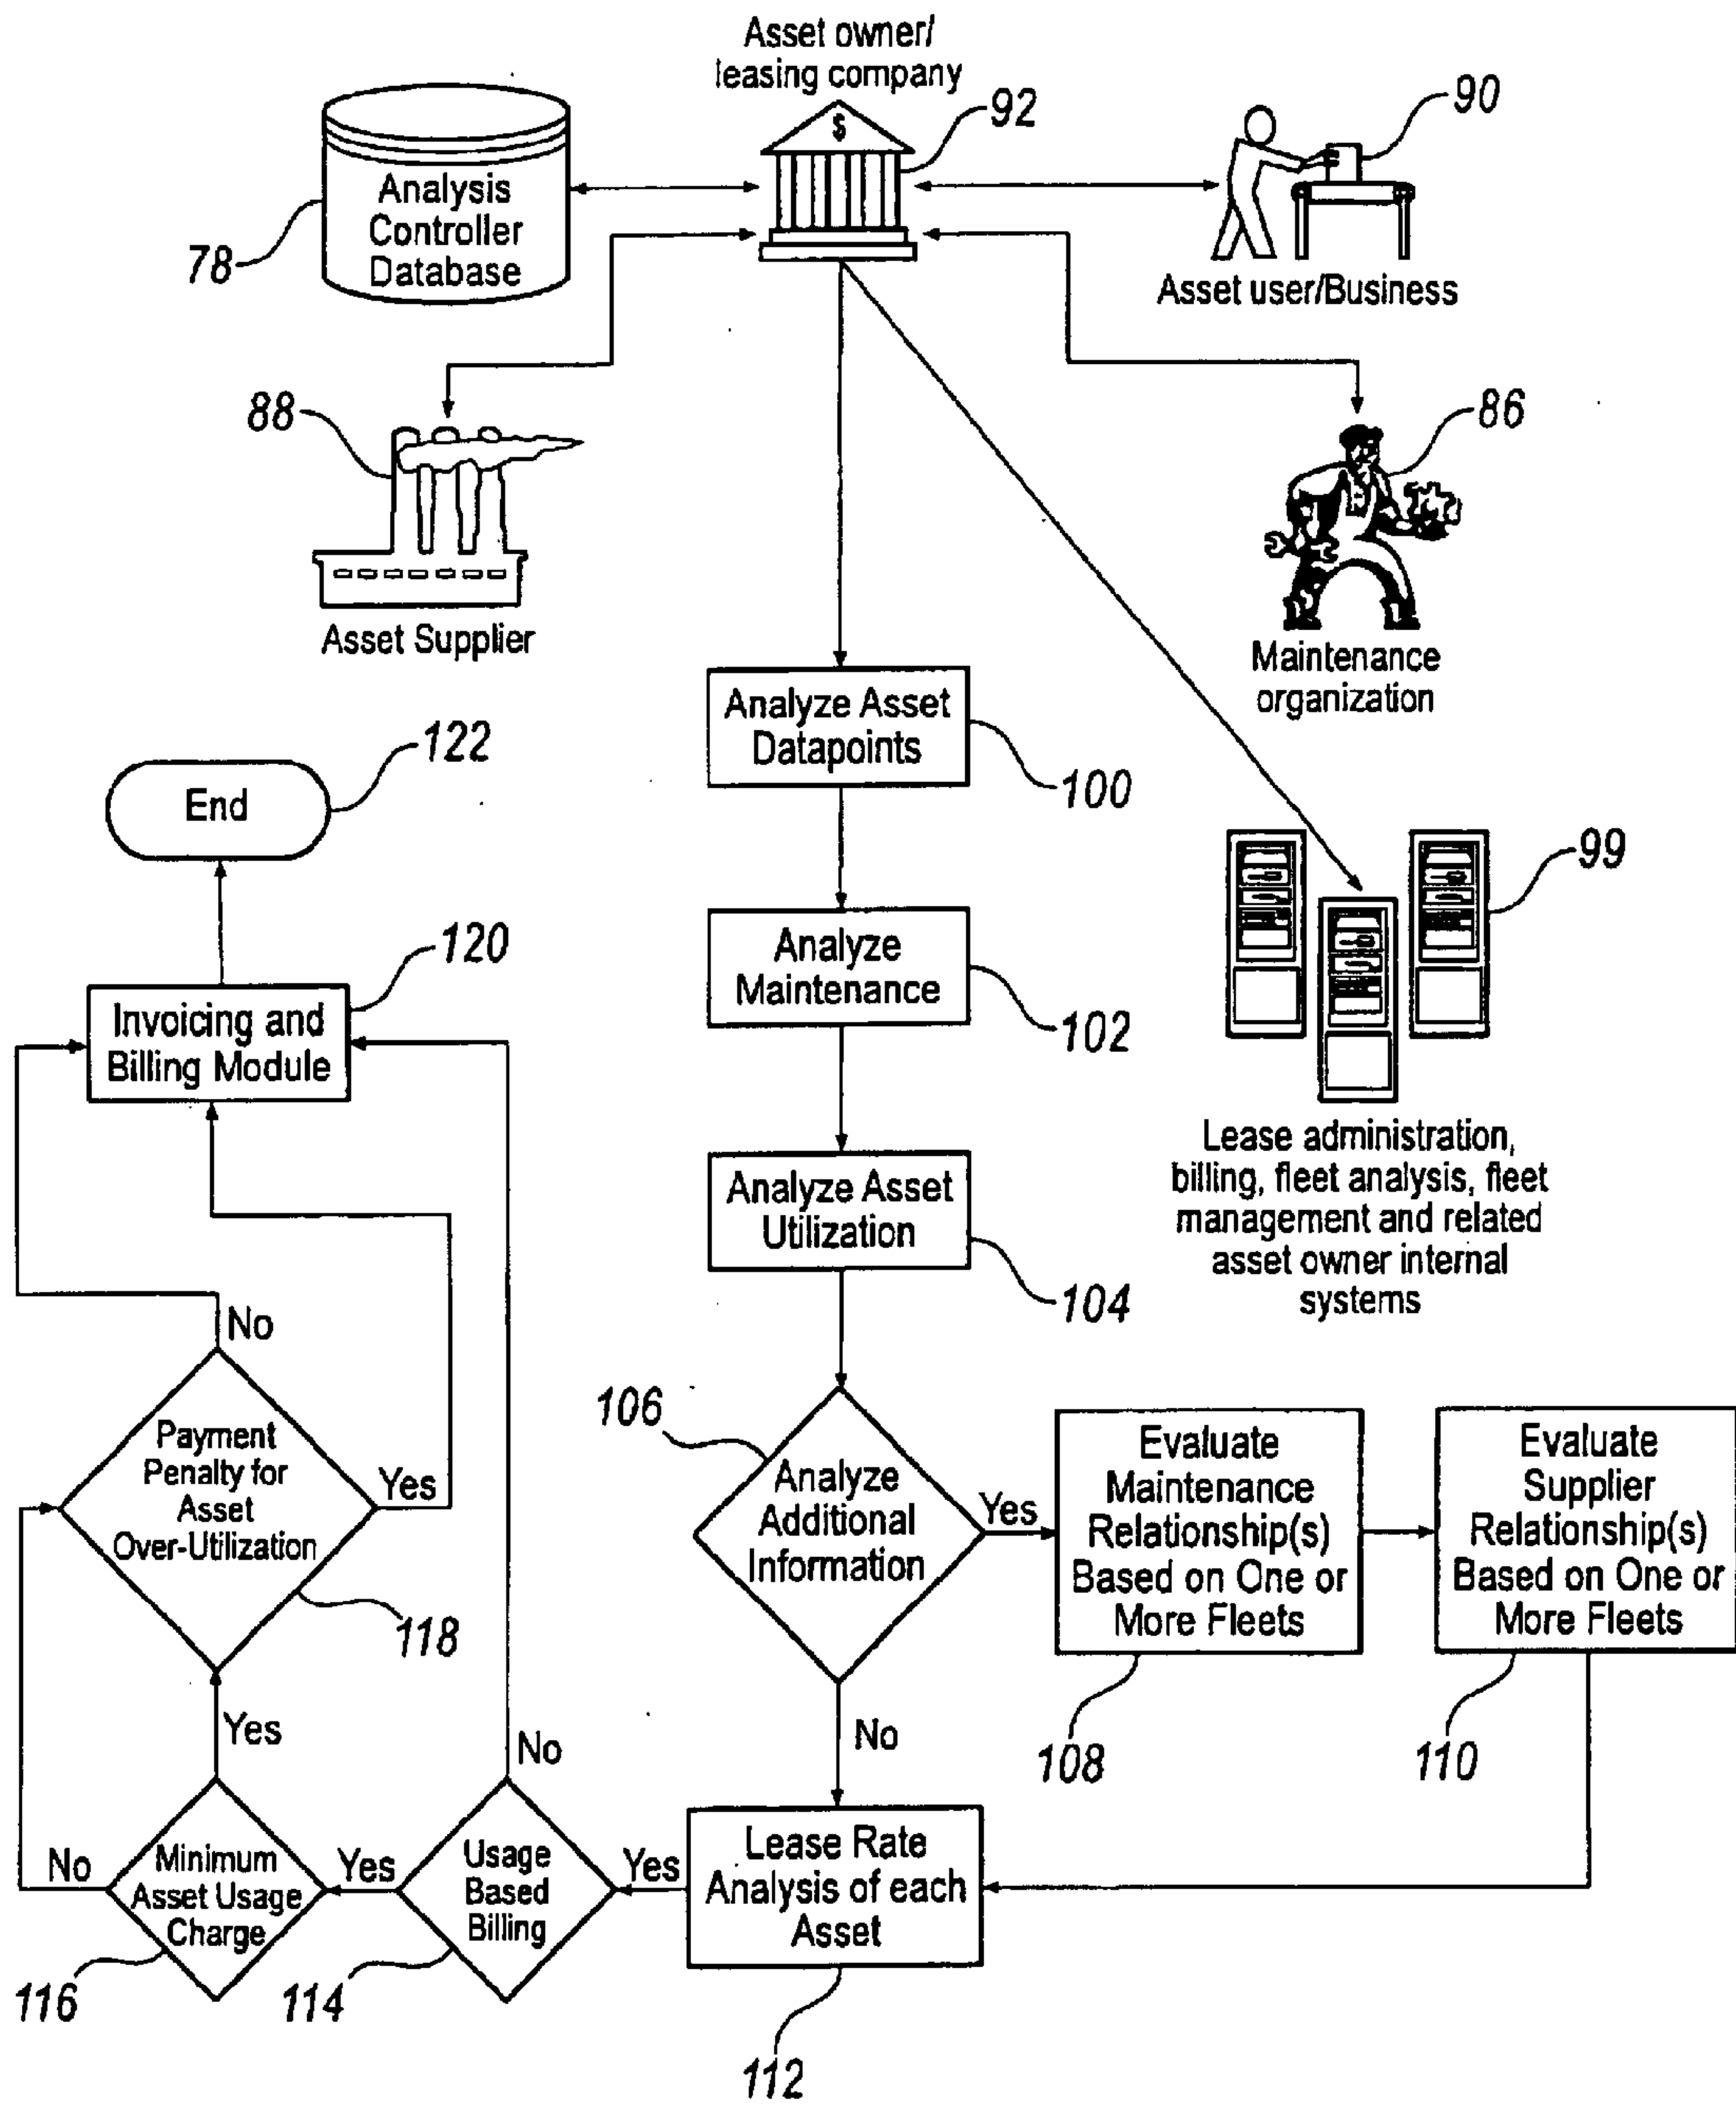 Asset owner/
leasing company
92
$
90
Analysis
Controller
Database
78
Asset user/Business
88
Asset Supplier
86
Maintenance
organization
Analyze Asset
Datapoints
100
122
End
99
Analyze
Maintenance
102
120
Invoicing and
Billing Module
Lease administration,
billing, fleet analysis, fleet
management and related
asset owner internal
systems
Analyze Asset
Utilization
104
No
Payment
Penalty for
Asset
Over-Utilization
Yes
118
106
Analyze
Additional
Information
Yes
Evaluate
Maintenance
Relationship(s)
Based on One or
More Fleets
108
Evaluate
Supplier
Relationship(s)
Based on One or
More Fleets
110
No
Yes
No
No
Minimum
Asset Usage
Charge
116
Yes
Usage
Based
Billing
114
Yes
Lease Rate
Analysis of each
Asset
112